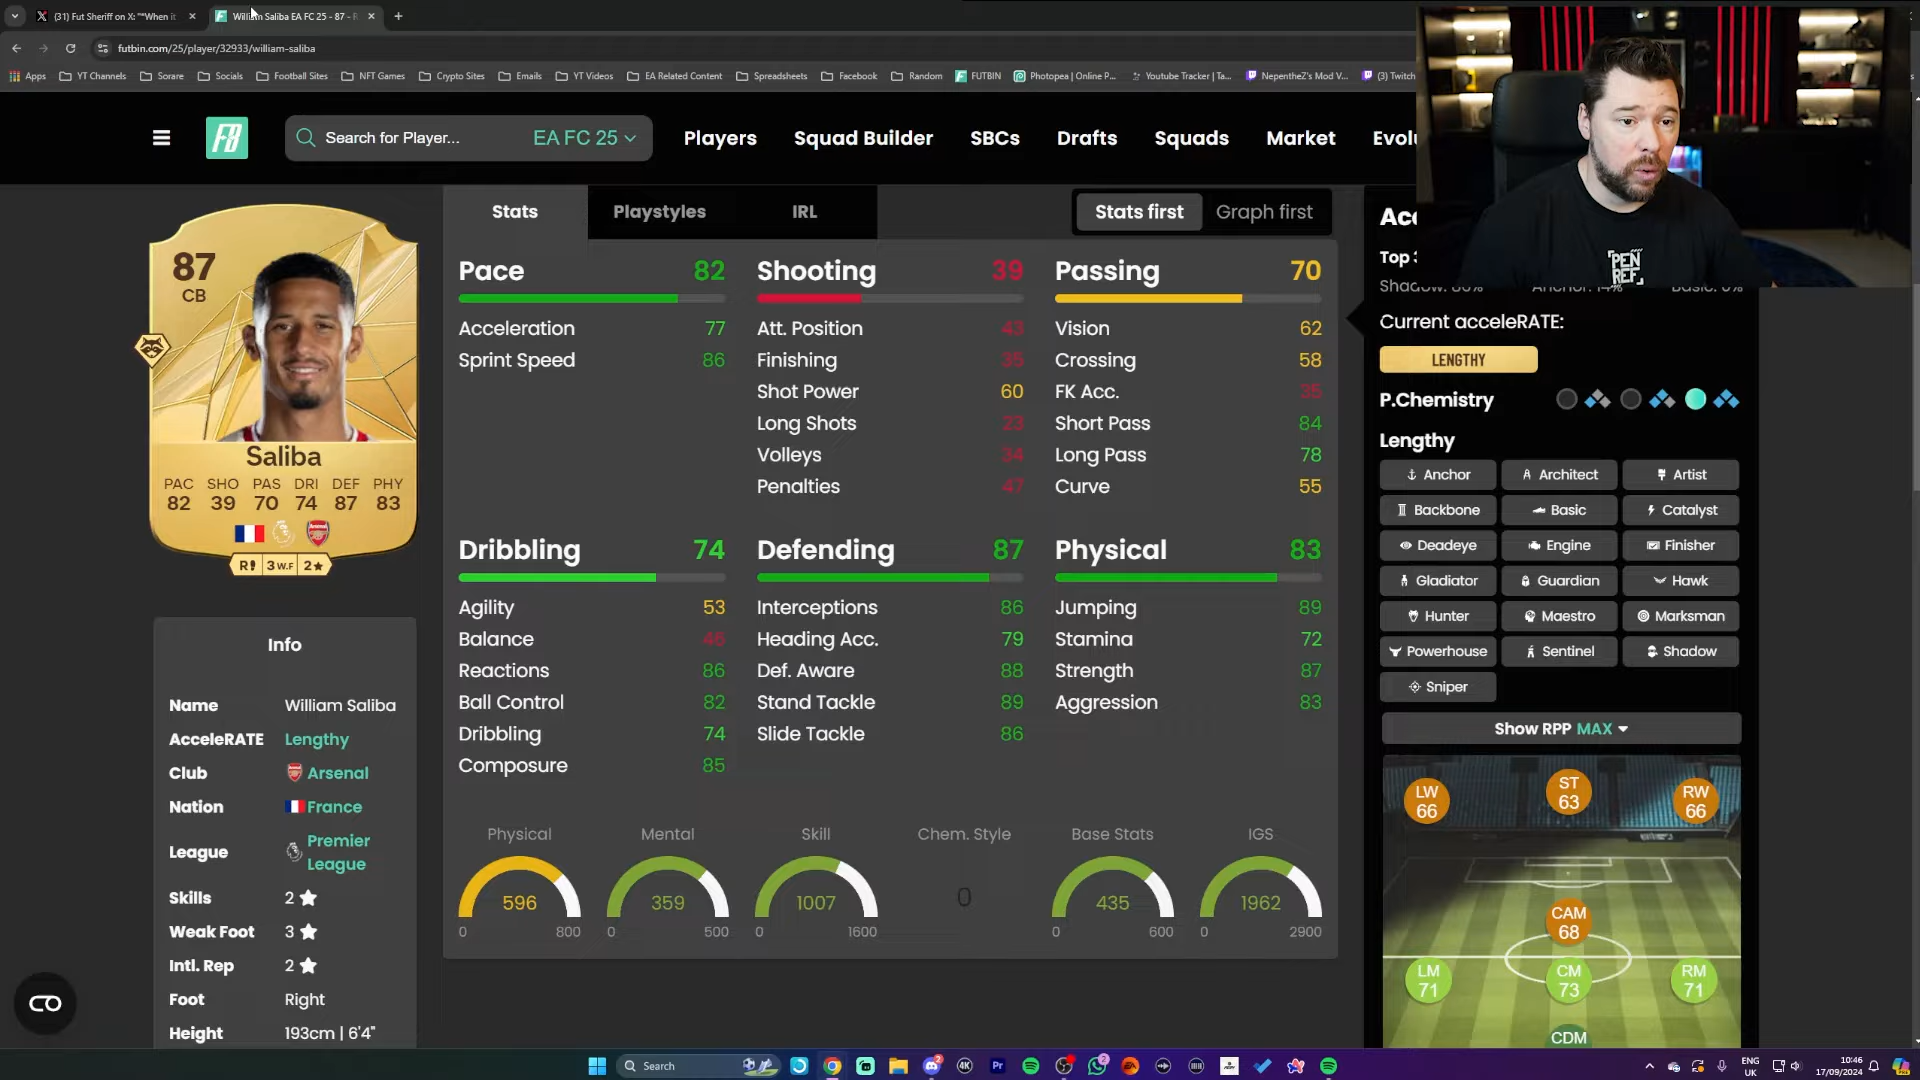 (31) Fut Sheriff on X: "*When it
William Saliba EA FC 25 - 87 - R
futbin.com/25/player/32933/william-saliba
Apps YT Channels Sorare Socials Football Sites NFT Games Crypto Sites Emails YT Videos EA Related Content Spreadsheets Facebook Random FUTBIN Photopea | Online P... Youtube Tracker | Ta... NepentheZ's Mod V... (3) Twitch
FB
Search for Player...
EA FC 25
Players Squad Builder SBCs Drafts Squads Market Evolu
87
CB
Saliba
PAC SHO PAS DRI DEF PHY
82 39 70 74 87 83
R 3 W.F 2
Info
Name William Saliba
AcceleRATE Lengthy
Club Arsenal
Nation France
League Premier League
Skills 2
Weak Foot 3
Intl. Rep 2
Foot Right
Height 193cm | 6'4"
Stats Playstyles IRL
Stats first Graph first
Pace 82
Acceleration 77
Sprint Speed 86
Shooting 39
Att. Position 43
Finishing 35
Shot Power 60
Long Shots 23
Volleys 34
Penalties 47
Passing 70
Vision 62
Crossing 58
FK Acc. 35
Short Pass 84
Long Pass 78
Curve 55
Dribbling 74
Agility 53
Balance 46
Reactions 86
Ball Control 82
Dribbling 74
Composure 85
Defending 87
Interceptions 86
Heading Acc. 79
Def. Aware 88
Stand Tackle 89
Slide Tackle 86
Physical 83
Jumping 89
Stamina 72
Strength 87
Aggression 83
Physical Mental Skill Chem. Style Base Stats IGS
596 359 1007 0 435 1962
0 800 0 500 0 1600 0 600 0 2900
PEN
REF
Acc
Top 3
Current acceleRATE:
LENGTHY
P.Chemistry
Lengthy
Anchor Architect Artist
Backbone Basic Catalyst
Deadeye Engine Finisher
Gladiator Guardian Hawk
Hunter Maestro Marksman
Powerhouse Sentinel Shadow
Sniper
Show RPP MAX
LW 66
ST 63
RW 66
CAM 68
LM 71
CM 73
RM 71
CDM
Search
4K
Pr
2
2
EA
ENG
UK
10:46
17/09/2024